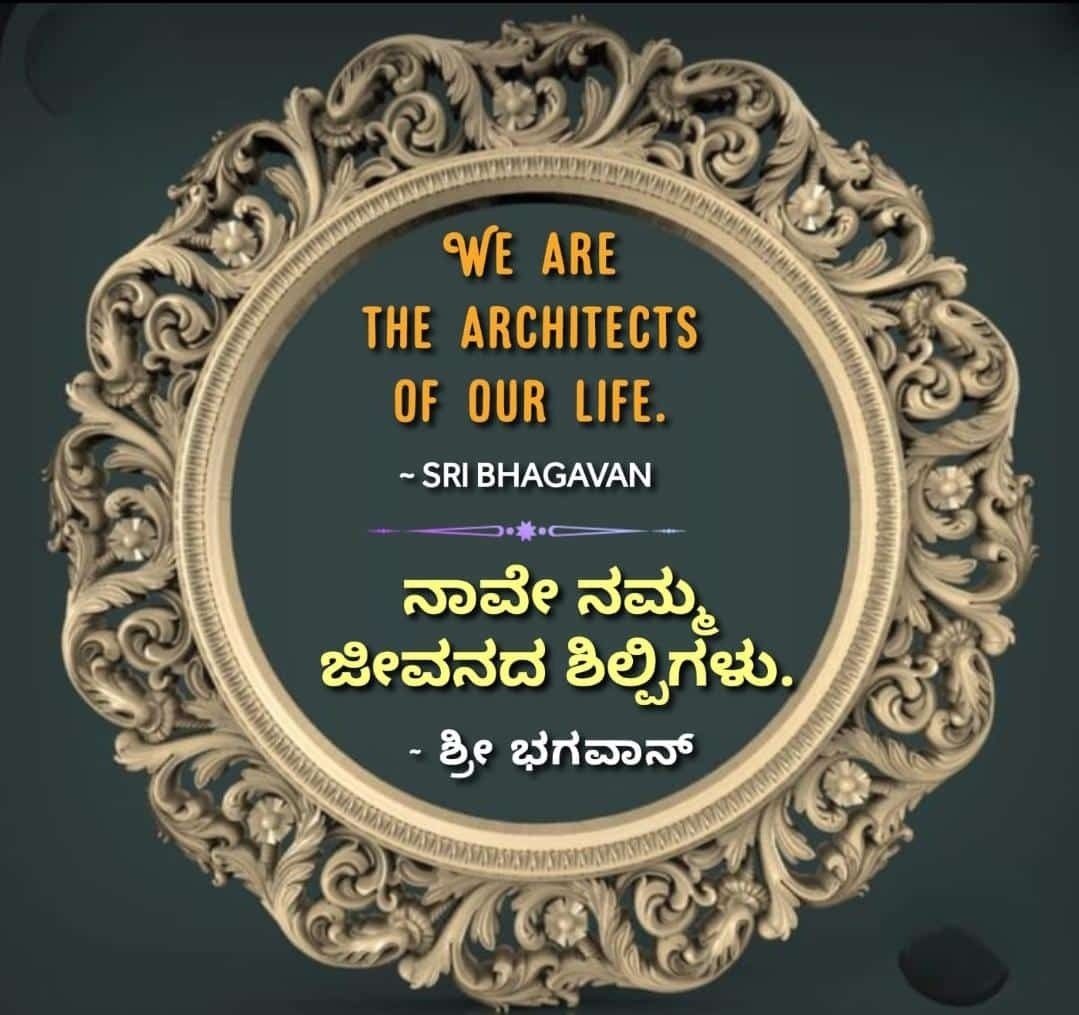 WE ARE
THE ARCHITECTS
OF OUR LIFE.
~ SRI BHAGAVAN
ನಾವೇ ನಮ್ಮ
ಜೀವನದ ಶಿಲ್ಪಿಗಳು.
~ ಶ್ರೀ ಭಗವಾನ್